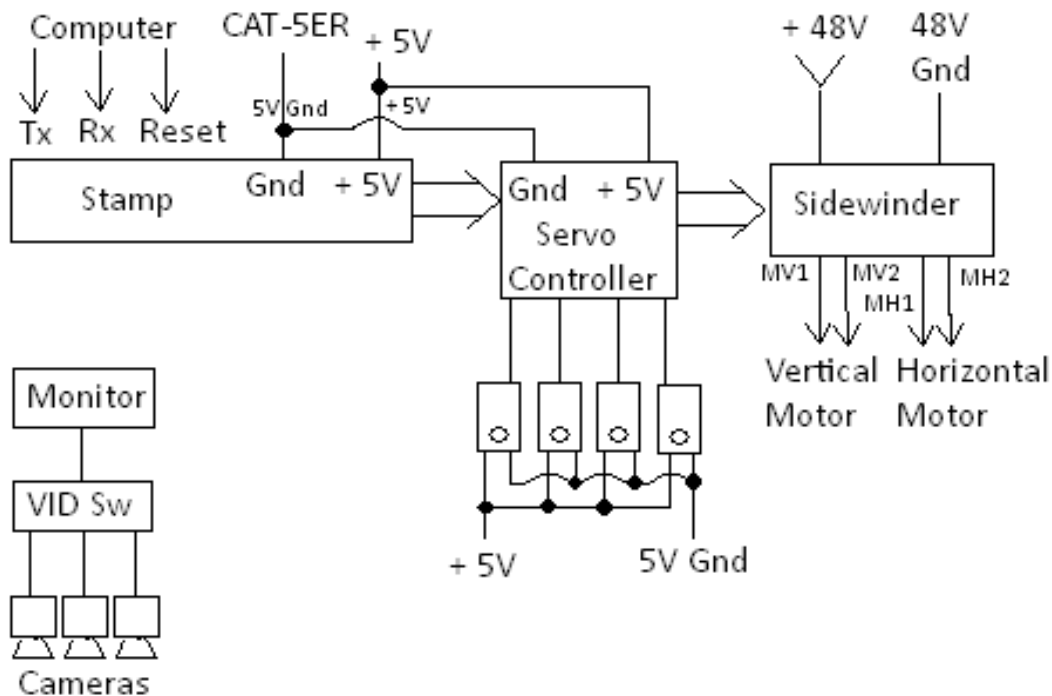 Computer
CAT-5ER
+ 5V
+ 48V
48V
Gnd
5V Gnd
+5V
Tx Rx Reset
Stamp
Gnd + 5V
Gnd + 5V
Servo
Controller
Sidewinder
MV1
MV2
MH1
MH2
Vertical
Motor
Horizontal
Motor
+ 5V
5V Gnd
Monitor
VID Sw
Cameras